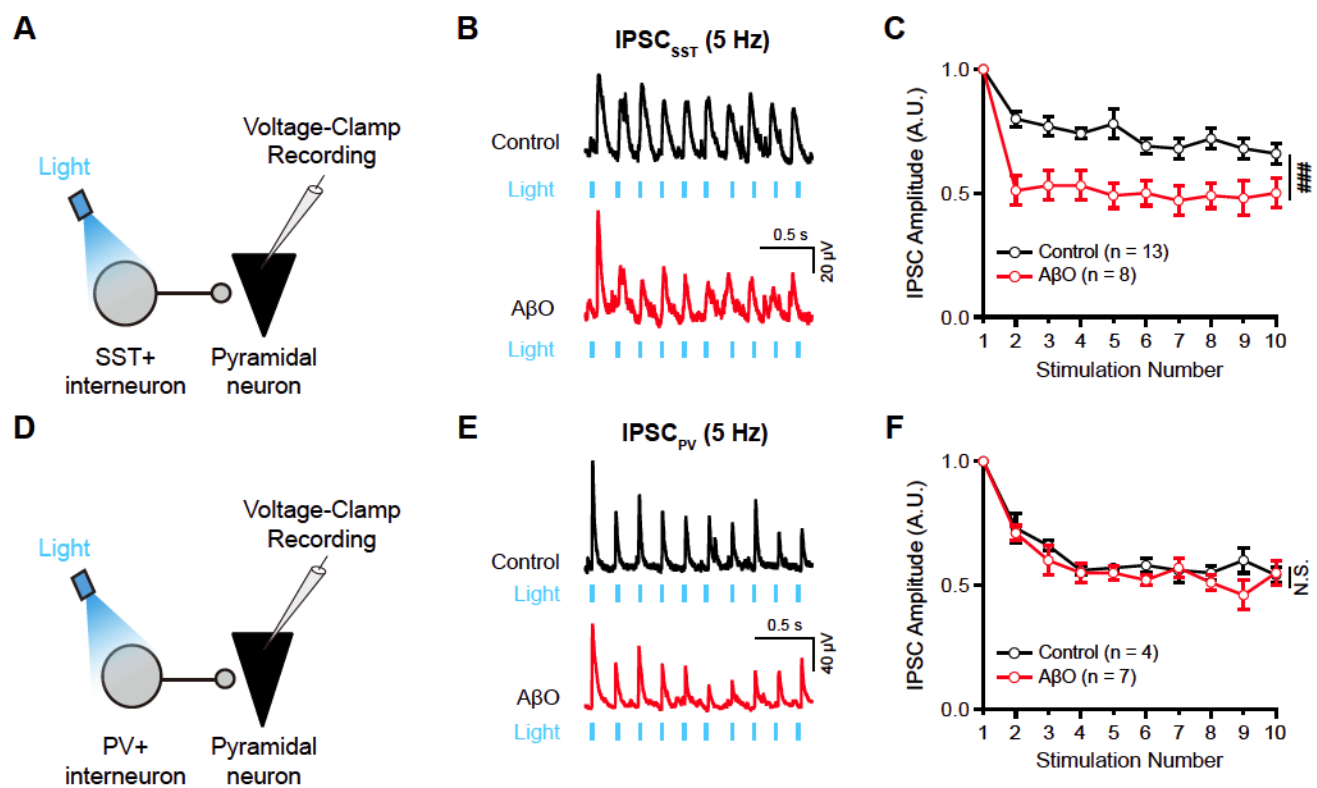 A
Light
Voltage-Clamp
Recording
SST+
interneuron
Pyramidal
neuron
B
IPSCSST (5 Hz)
Control
Light
0.5 s
20 µV
AβO
Light
C
IPSC Amplitude (A.U.)
1.0
0.5
0.0
###
Control (n = 13)
AβO (n = 8)
1 2 3 4 5 6 7 8 9 10
Stimulation Number
D
Light
Voltage-Clamp
Recording
PV+
interneuron
Pyramidal
neuron
E
IPSCPV (5 Hz)
Control
Light
0.5 s
40 µV
AβO
Light
F
IPSC Amplitude (A.U.)
1.0
0.5
0.0
N.S.
Control (n = 4)
AβO (n = 7)
1 2 3 4 5 6 7 8 9 10
Stimulation Number